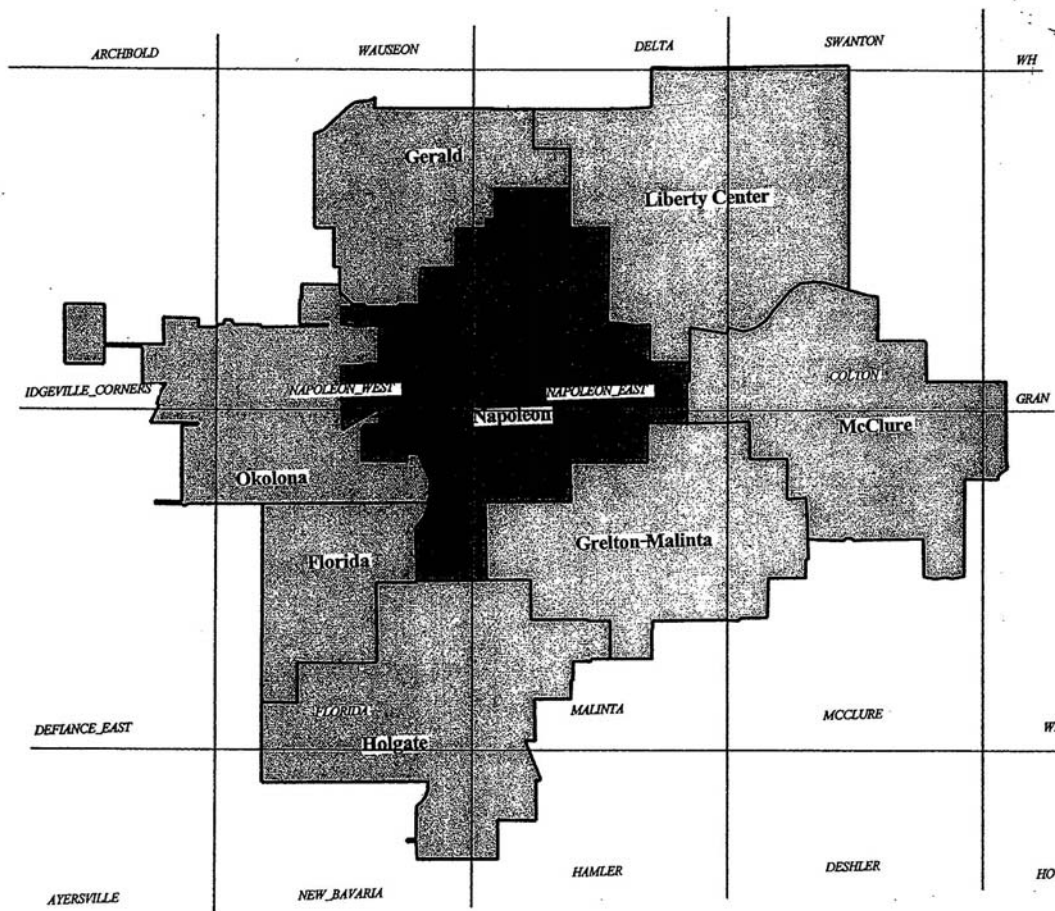 ARCHBOLD
WAUSEON
DELTA
SWANTON
WH
Gerald
Liberty Center
IDGEVILLE_CORNERS
NAPOLEON_WEST
NAPOLEON_EAST
COLTON
GRAN
Napoleon
McClure
Okolona
Grelton-Malinta
Florida
DEFIANCE_EAST
FLORIDA
MALINTA
MCCLURE
W
Holgate
AYERSVILLE
NEW_BAVARIA
HAMLER
DESHLER
HO